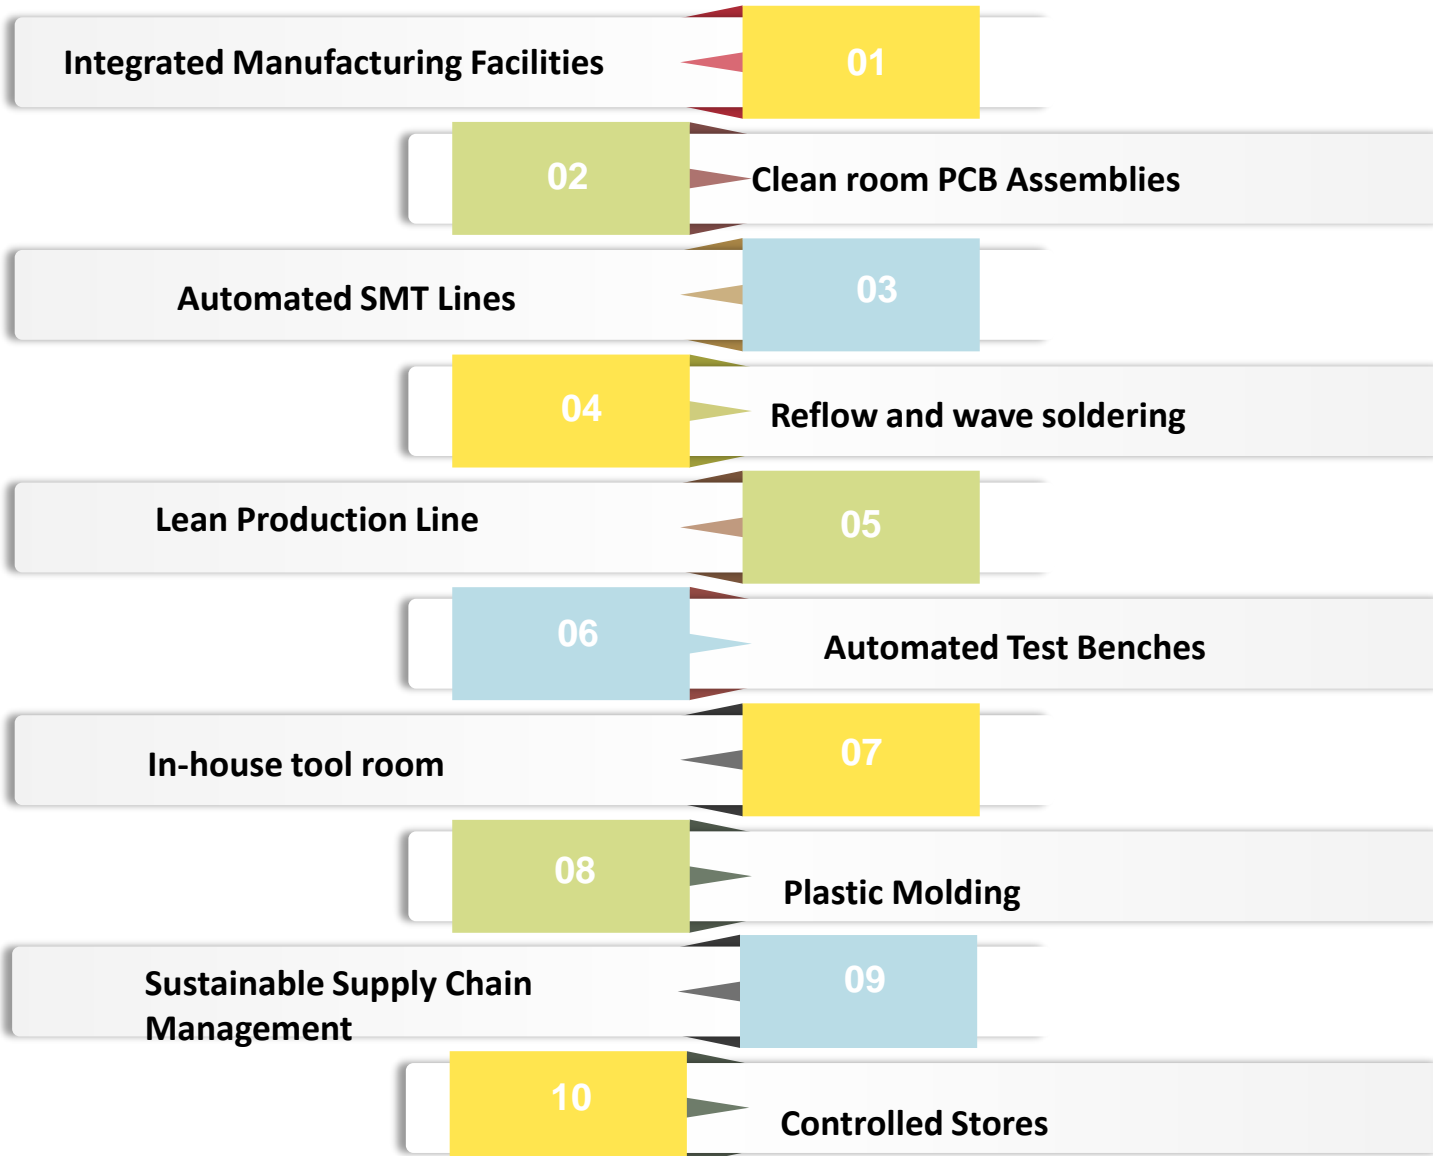 Integrated Manufacturing Facilities
01
02
Clean room PCB Assemblies
Automated SMT Lines
03
04
Reflow and wave soldering
Lean Production Line
05
06
Automated Test Benches
In-house tool room
07
08
Plastic Molding
Sustainable Supply Chain
Management
09
10
Controlled Stores